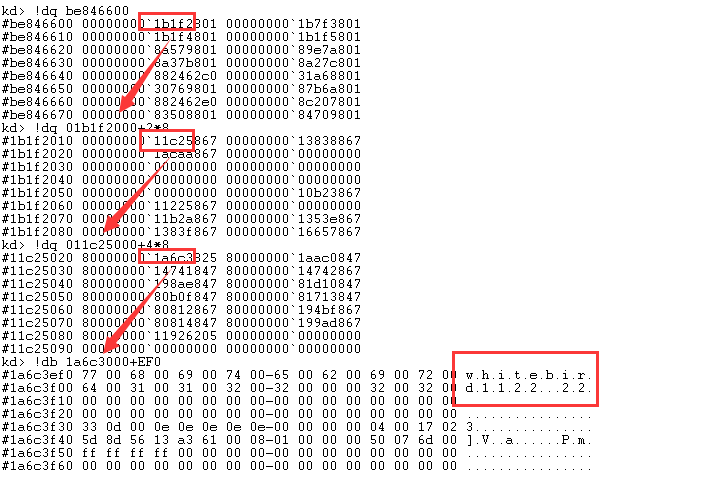 kd> !dq be846600
#be846600 00000000`1b1f2801 00000000`1b7f3801
#be846610 00000000`1b1f4801 00000000`1b1f5801
#be846620 00000000`8a579801 00000000`89e7a801
#be846630 00000000`8a37b801 00000000`8a27c801
#be846640 00000000`882462c0 00000000`31a68801
#be846650 00000000`30769801 00000000`87b6a801
#be846660 00000000`882462e0 00000000`8c207801
#be846670 00000000`83508801 00000000`84709801
kd> !dq 01b1f2000+2*8
#1b1f2010 00000000`11c25867 00000000`13838867
#1b1f2020 00000000`1acaa867 00000000`00000000
#1b1f2030 00000000`00000000 00000000`00000000
#1b1f2040 00000000`00000000 00000000`00000000
#1b1f2050 00000000`00000000 00000000`10b23867
#1b1f2060 00000000`11225867 00000000`00000000
#1b1f2070 00000000`11b2a867 00000000`1353e867
#1b1f2080 00000000`1383f867 00000000`16657867
kd> !dq 011c25000+4*8
#11c25020 80000000`1a6c3825 80000000`1aac0847
#11c25030 80000000`14741847 80000000`14742867
#11c25040 80000000`198ae847 80000000`81d10847
#11c25050 80000000`80b0f847 80000000`81713847
#11c25060 80000000`80812867 80000000`194bf867
#11c25070 80000000`80814847 80000000`199ad867
#11c25080 80000000`11926205 00000000`00000000
#11c25090 00000000`00000000 00000000`00000000
kd> !db 1a6c3000+EF0
#1a6c3ef0 77 00 68 00 69 00 74 00-65 00 62 00 69 00 72 00 w.h.i.t.e.b.i.r.
#1a6c3f00 64 00 31 00 31 00 32 00-32 00 00 00 32 00 32 00 d.1.1.2.2...2.2.
#1a6c3f10 00 00 00 00 00 00 00 00-00 00 00 00 00 00 00 00 ................
#1a6c3f20 00 00 00 00 00 00 00 00-00 00 00 00 00 00 00 00 ................
#1a6c3f30 33 0d 00 0e 0e 0e 0e 0e-00 00 00 00 04 00 17 02 3...............
#1a6c3f40 5d 8d 56 13 a3 61 00 08-01 00 00 00 50 07 6d 00 ].V..a......P.m.
#1a6c3f50 ff ff ff ff 00 00 00 00-00 00 00 00 00 00 00 00 ................
#1a6c3f60 00 00 00 00 00 00 00 00-00 00 00 00 00 00 00 00 ................